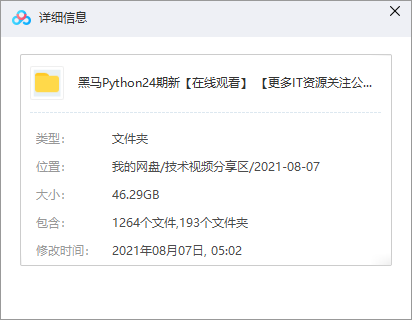 详细信息
黑马Python24期新【在线观看】 【更多IT资源关注公...
类型: 文件夹
位置: 我的网盘/技术视频分享区/2021-08-07
大小: 46.29GB
包含: 1264个文件,193个文件夹
修改时间: 2021年08月07日, 05:02